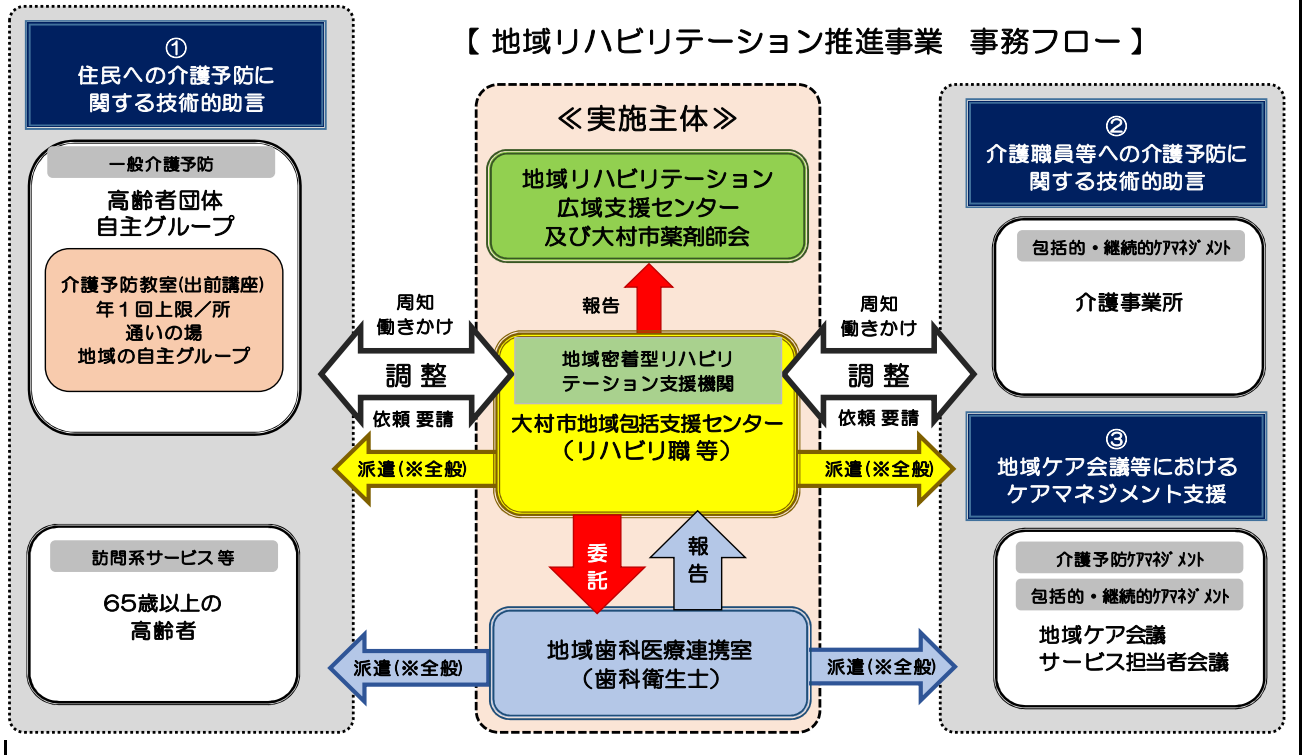 【 地域リハビリテーション推進事業　事務フロー 】
①
住民への介護予防に
関する技術的助言
一般介護予防
高齢者団体
自主グループ
介護予防教室(出前講座)
年１回上限／所
通いの場
地域の自主グループ
訪問系サービス等
65歳以上の
高齢者
周知
働きかけ
調 整
依頼 要請
派遣(※全般)
派遣(※全般)
≪実施主体≫
地域リハビリテーション
広域支援センター
及び大村市薬剤師会
報告
地域密着型リハビリ
テーション支援機関
大村市地域包括支援センター
（リハビリ職 等）
委託
報告
地域歯科医療連携室
（歯科衛生士）
周知
働きかけ
調 整
依頼 要請
派遣(※全般)
派遣(※全般)
②
介護職員等への介護予防に
関する技術的助言
包括的・継続的ｹｱﾏﾈｼﾞﾒﾝﾄ
介護事業所
③
地域ケア会議等における
ケアマネジメント支援
介護予防ｹｱﾏﾈｼﾞﾒﾝﾄ
包括的・継続的ｹｱﾏﾈｼﾞﾒﾝﾄ
地域ケア会議
サービス担当者会議